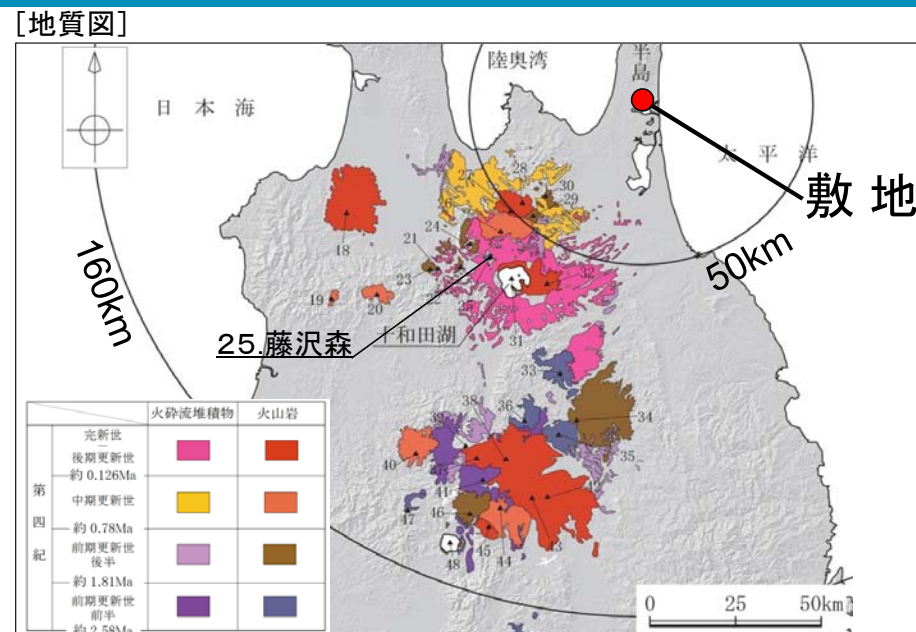 [地質図]
陸奥湾
半島
日本海
太平洋
敷地
160km
50km
27
28
30
29
26
24
21
18
23
22
32
19
20
25.藤沢森
十和田湖
31
33
38
36
34
39
35
40
41
46
47
45
44
43
48
火砕流堆積物 火山岩
第四紀
完新世
後期更新世
約 0.126Ma
中期更新世
約 0.78Ma
前期更新世
後半
約 1.81Ma
前期更新世
前半
約 2.58Ma
0 25 50km